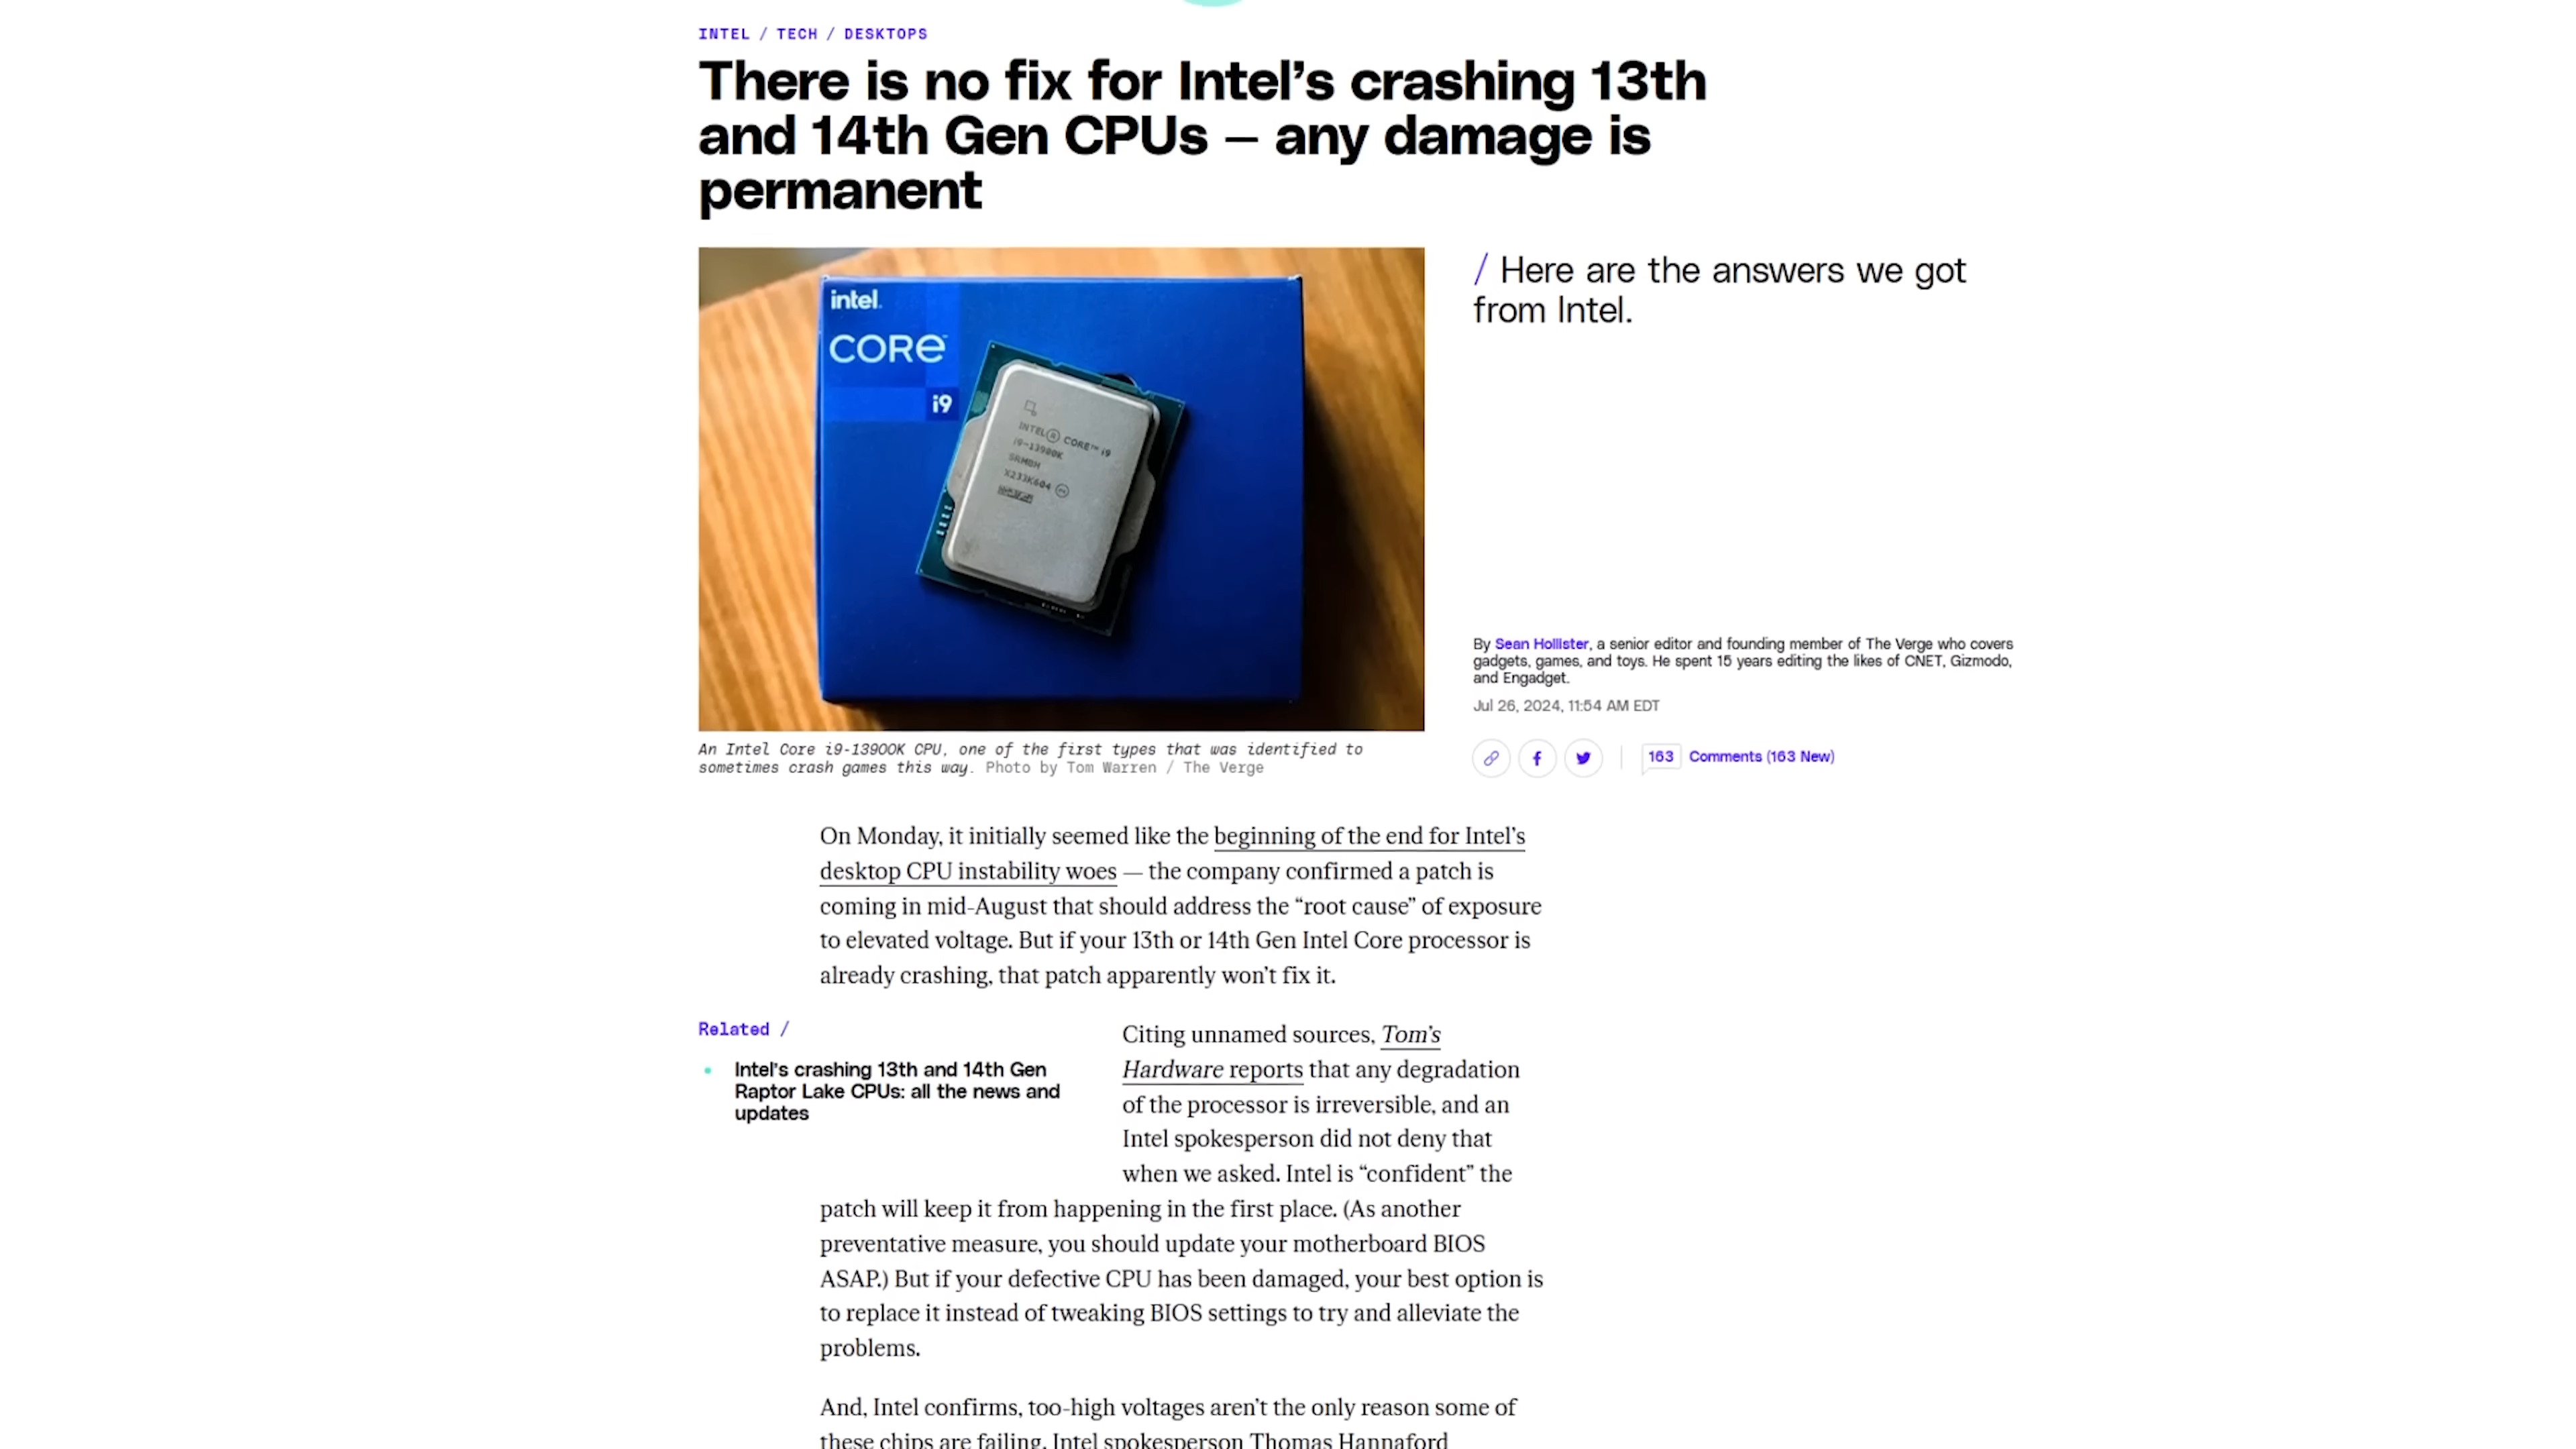 INTEL / TECH / DESKTOPS
There is no fix for Intel’s crashing 13th
and 14th Gen CPUs — any damage is
permanent
intel.
CORE™
i9
INTEL® CORE™ i9
i9-13900K
SRMBH
X233K604
/ Here are the answers we got
from Intel.
By Sean Hollister, a senior editor and founding member of The Verge who covers
gadgets, games, and toys. He spent 15 years editing the likes of CNET, Gizmodo,
and Engadget.
Jul 26, 2024, 11:54 AM EDT
163 Comments (163 New)
An Intel Core i9-13900K CPU, one of the first types that was identified to
sometimes crash games this way. Photo by Tom Warren / The Verge
On Monday, it initially seemed like the beginning of the end for Intel’s
desktop CPU instability woes — the company confirmed a patch is
coming in mid-August that should address the “root cause” of exposure
to elevated voltage. But if your 13th or 14th Gen Intel Core processor is
already crashing, that patch apparently won’t fix it.
Related /
Intel’s crashing 13th and 14th Gen
Raptor Lake CPUs: all the news and
updates
Citing unnamed sources, Tom’s
Hardware reports that any degradation
of the processor is irreversible, and an
Intel spokesperson did not deny that
when we asked. Intel is “confident” the
patch will keep it from happening in the first place. (As another
preventative measure, you should update your motherboard BIOS
ASAP.) But if your defective CPU has been damaged, your best option is
to replace it instead of tweaking BIOS settings to try and alleviate the
problems.
And, Intel confirms, too-high voltages aren’t the only reason some of
these chips are failing. Intel spokesperson Thomas Hannaford